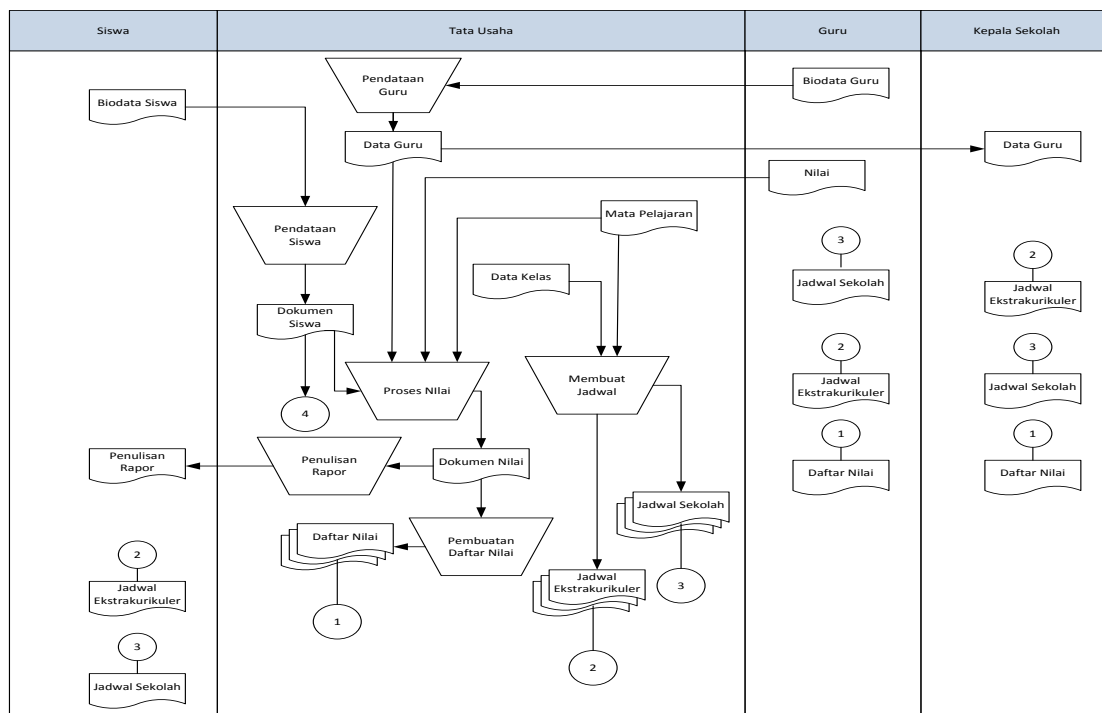 Siswa
Tata Usaha
Guru
Kepala Sekolah
Pendataan
Guru
Biodata Guru
Biodata Siswa
Data Guru
Data Guru
Nilai
Mata Pelajaran
Pendataan
Siswa
3
2
Data Kelas
Jadwal Sekolah
Jadwal
Ekstrakurikuler
Dokumen
Siswa
2
3
Proses NIlai
Membuat
Jadwal
Jadwal
Ekstrakurikuler
Jadwal Sekolah
4
1
1
Penulisan
Rapor
Penulisan
Rapor
Dokumen Nilai
Daftar Nilai
Daftar Nilai
Jadwal Sekolah
Daftar Nilai
Pembuatan
Daftar Nilai
2
Jadwal
Ekstrakurikuler
Jadwal
Ekstrakurikuler
3
1
3
2
Jadwal Sekolah